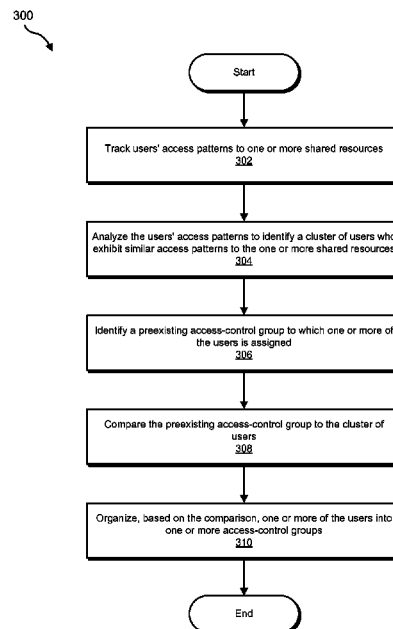 300
Start
Track users' access patterns to one or more shared resources
302
Analyze the users' access patterns to identify a cluster of users who
exhibit similar access patterns to the one or more shared resources
304
Identify a preexisting access-control group to which one or more of
the users is assigned
306
Compare the preexisting access-control group to the cluster of
users
308
Organize, based on the comparison, one or more of the users into
one or more access-control groups
310
End